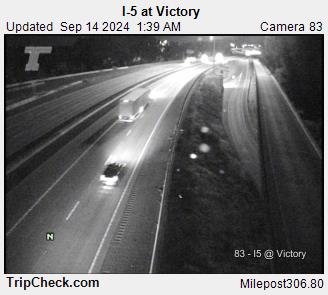 I-5 at Victory
Updated  Sep 14 2024  1:39 AM
Camera 83
T
N
83 - I5 @ Victory
TripCheck.com
Milepost306.80